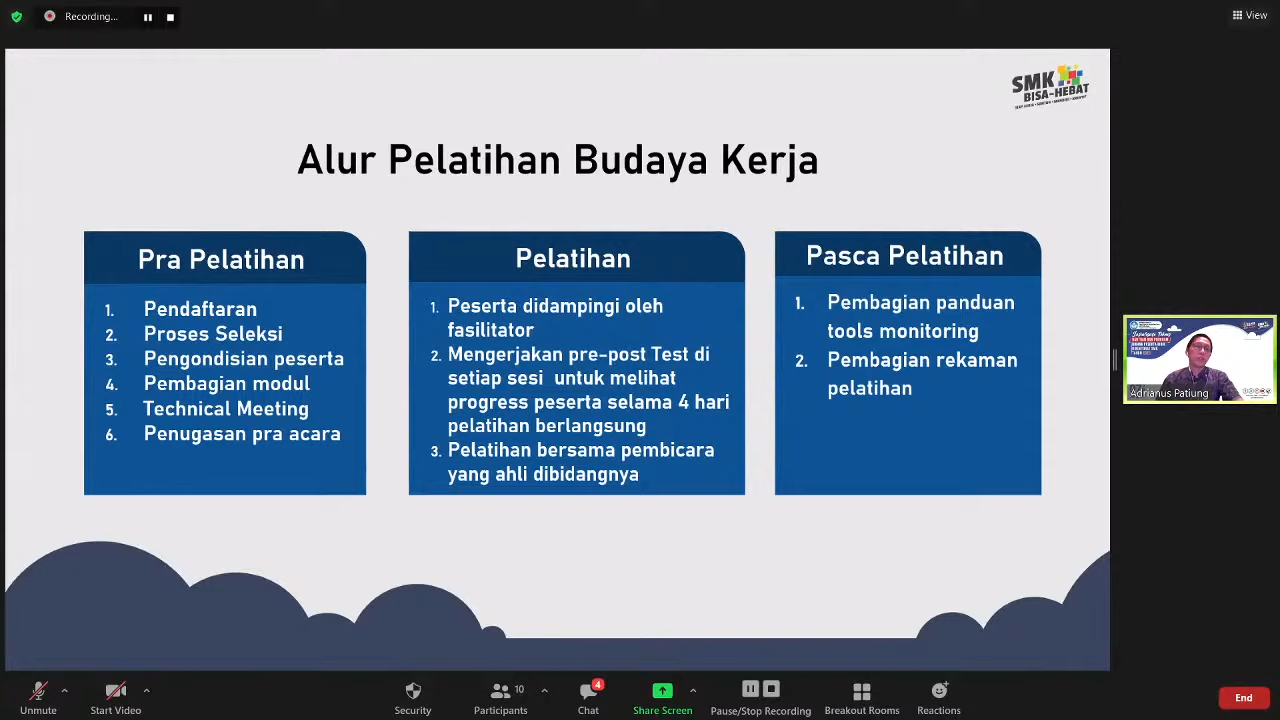 Recording...
View
SMK
BISA-HEBAT
Alur Pelatihan Budaya Kerja
Pra Pelatihan
1. Pendaftaran
2. Proses Seleksi
3. Pengondisian peserta
4. Pembagian modul
5. Technical Meeting
6. Penugasan pra acara
Pelatihan
1. Peserta didampingi oleh
fasilitator
2. Mengerjakan pre-post Test di
setiap sesi untuk melihat
progress peserta selama 4 hari
pelatihan berlangsung
3. Pelatihan bersama pembicara
yang ahli dibidangnya
Pasca Pelatihan
1. Pembagian panduan
tools monitoring
2. Pembagian rekaman
pelatihan
Adrianus Patiung
Unmute
Start Video
Security
10
Participants
4
Chat
Share Screen
Pause/Stop Recording
Breakout Rooms
Reactions
End